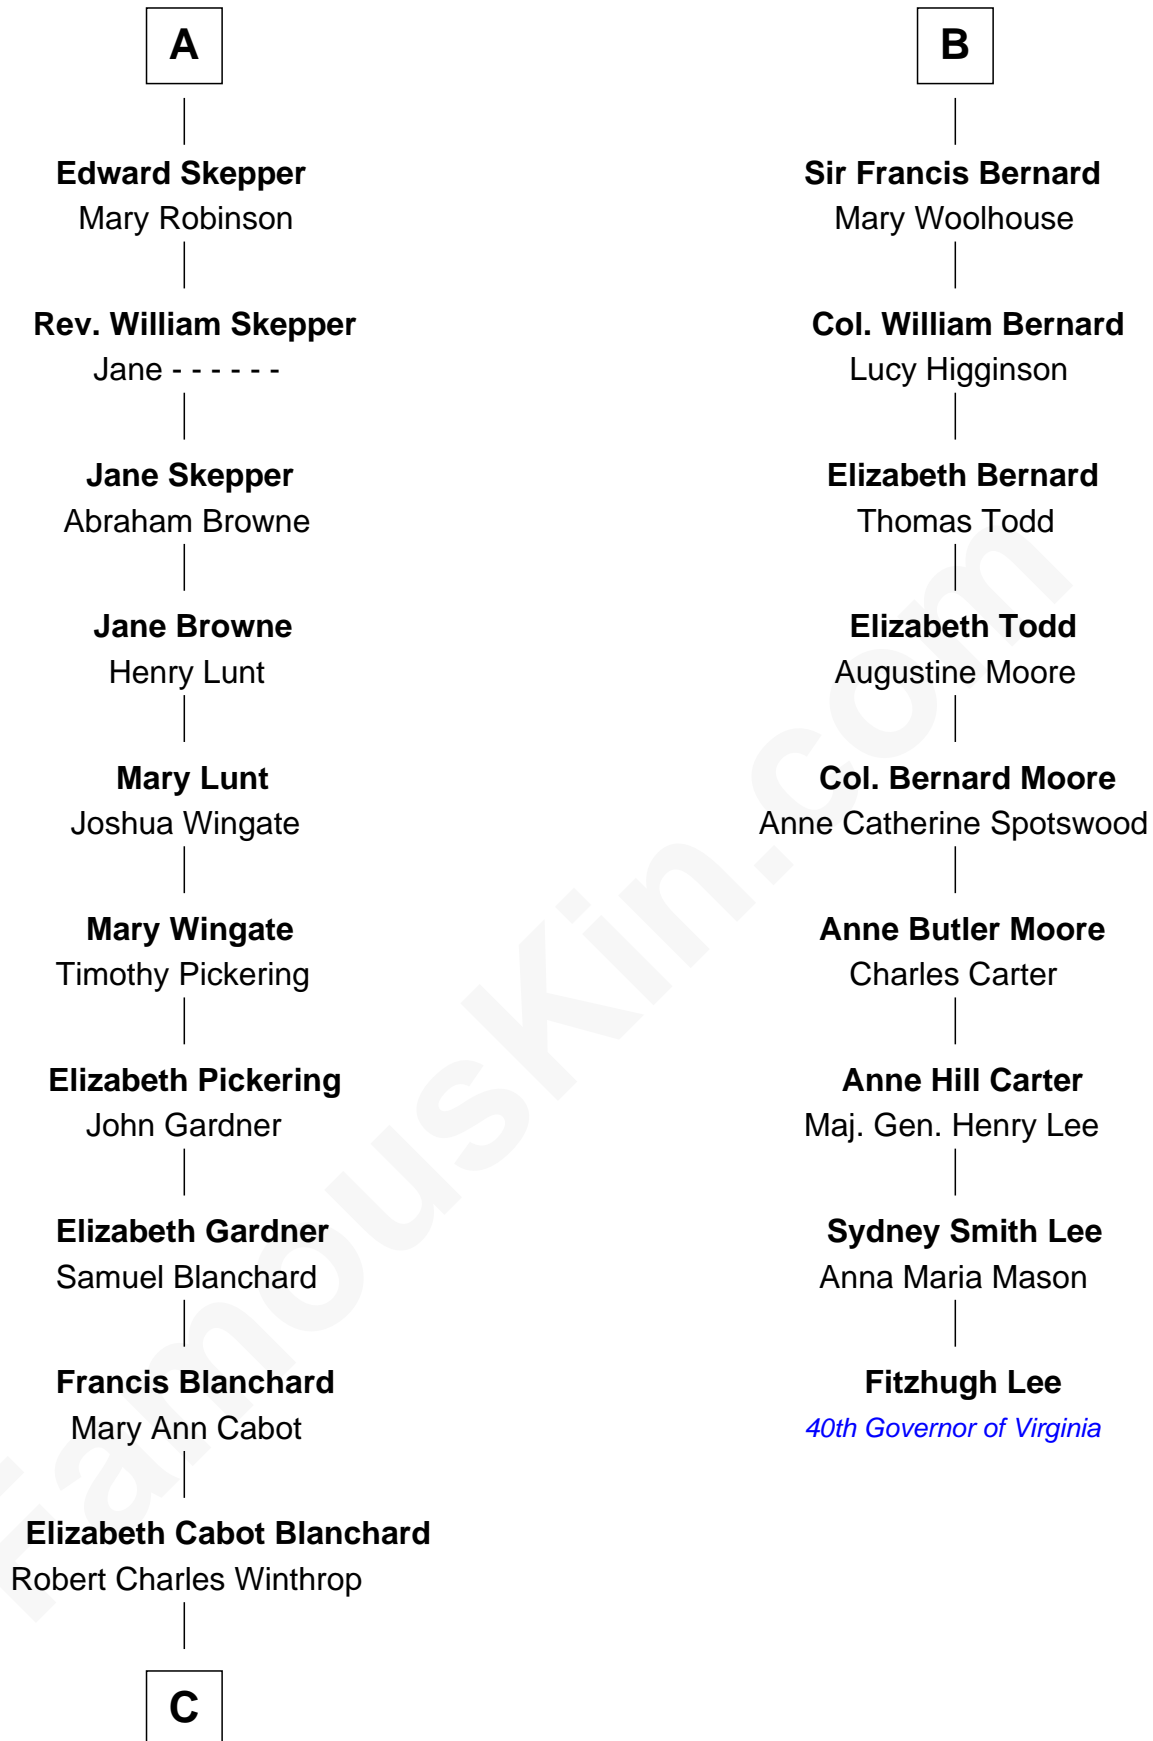 A
Edward Skepper
Mary Robinson
Rev. William Skepper
Jane - - - - - -
Jane Skepper
Abraham Browne
Jane Browne
Henry Lunt
Mary Lunt
Joshua Wingate
Mary Wingate
Timothy Pickering
Elizabeth Pickering
John Gardner
Elizabeth Gardner
Samuel Blanchard
Francis Blanchard
Mary Ann Cabot
Elizabeth Cabot Blanchard
Robert Charles Winthrop
C
B
Sir Francis Bernard
Mary Woolhouse
Col. William Bernard
Lucy Higginson
Elizabeth Bernard
Thomas Todd
Elizabeth Todd
Augustine Moore
Col. Bernard Moore
Anne Catherine Spotswood
Anne Butler Moore
Charles Carter
Anne Hill Carter
Maj. Gen. Henry Lee
Sydney Smith Lee
Anna Maria Mason
Fitzhugh Lee
40th Governor of Virginia
FamousKin.com